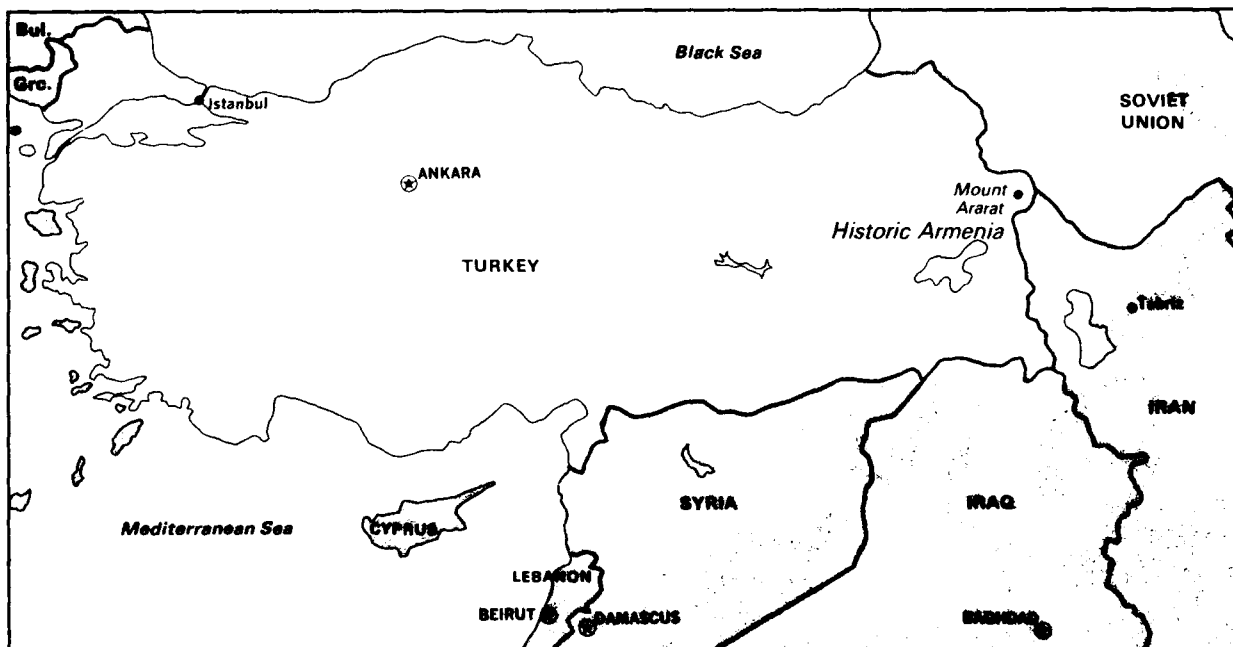 Bul.
Black Sea
Grc.
Istanbul
SOVIET
UNION
ANKARA
Mount
Ararat
Historic Armenia
TURKEY
Tabriz
IRAN
SYRIA
IRAQ
Mediterranean Sea
CYPRUS
LEBANON
BEIRUT
DAMASCUS
BAGHDAD